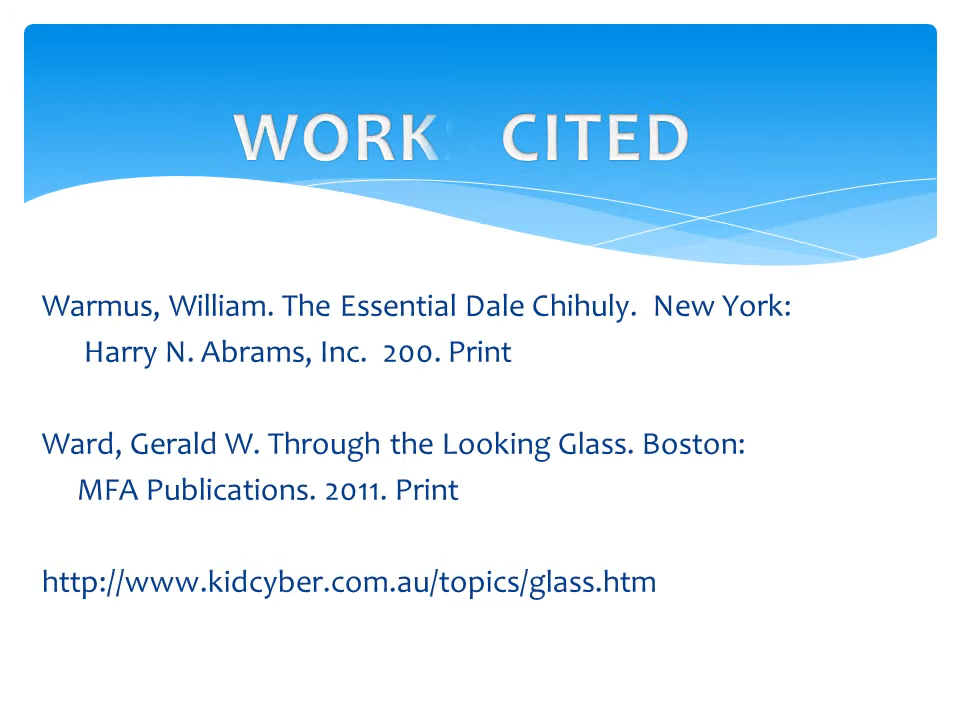 WORK CITED
Warmus, William. The Essential Dale Chihuly.  New York:
Harry N. Abrams, Inc.  200. Print
Ward, Gerald W. Through the Looking Glass. Boston:
MFA Publications. 2011. Print
http://www.kidcyber.com.au/topics/glass.htm